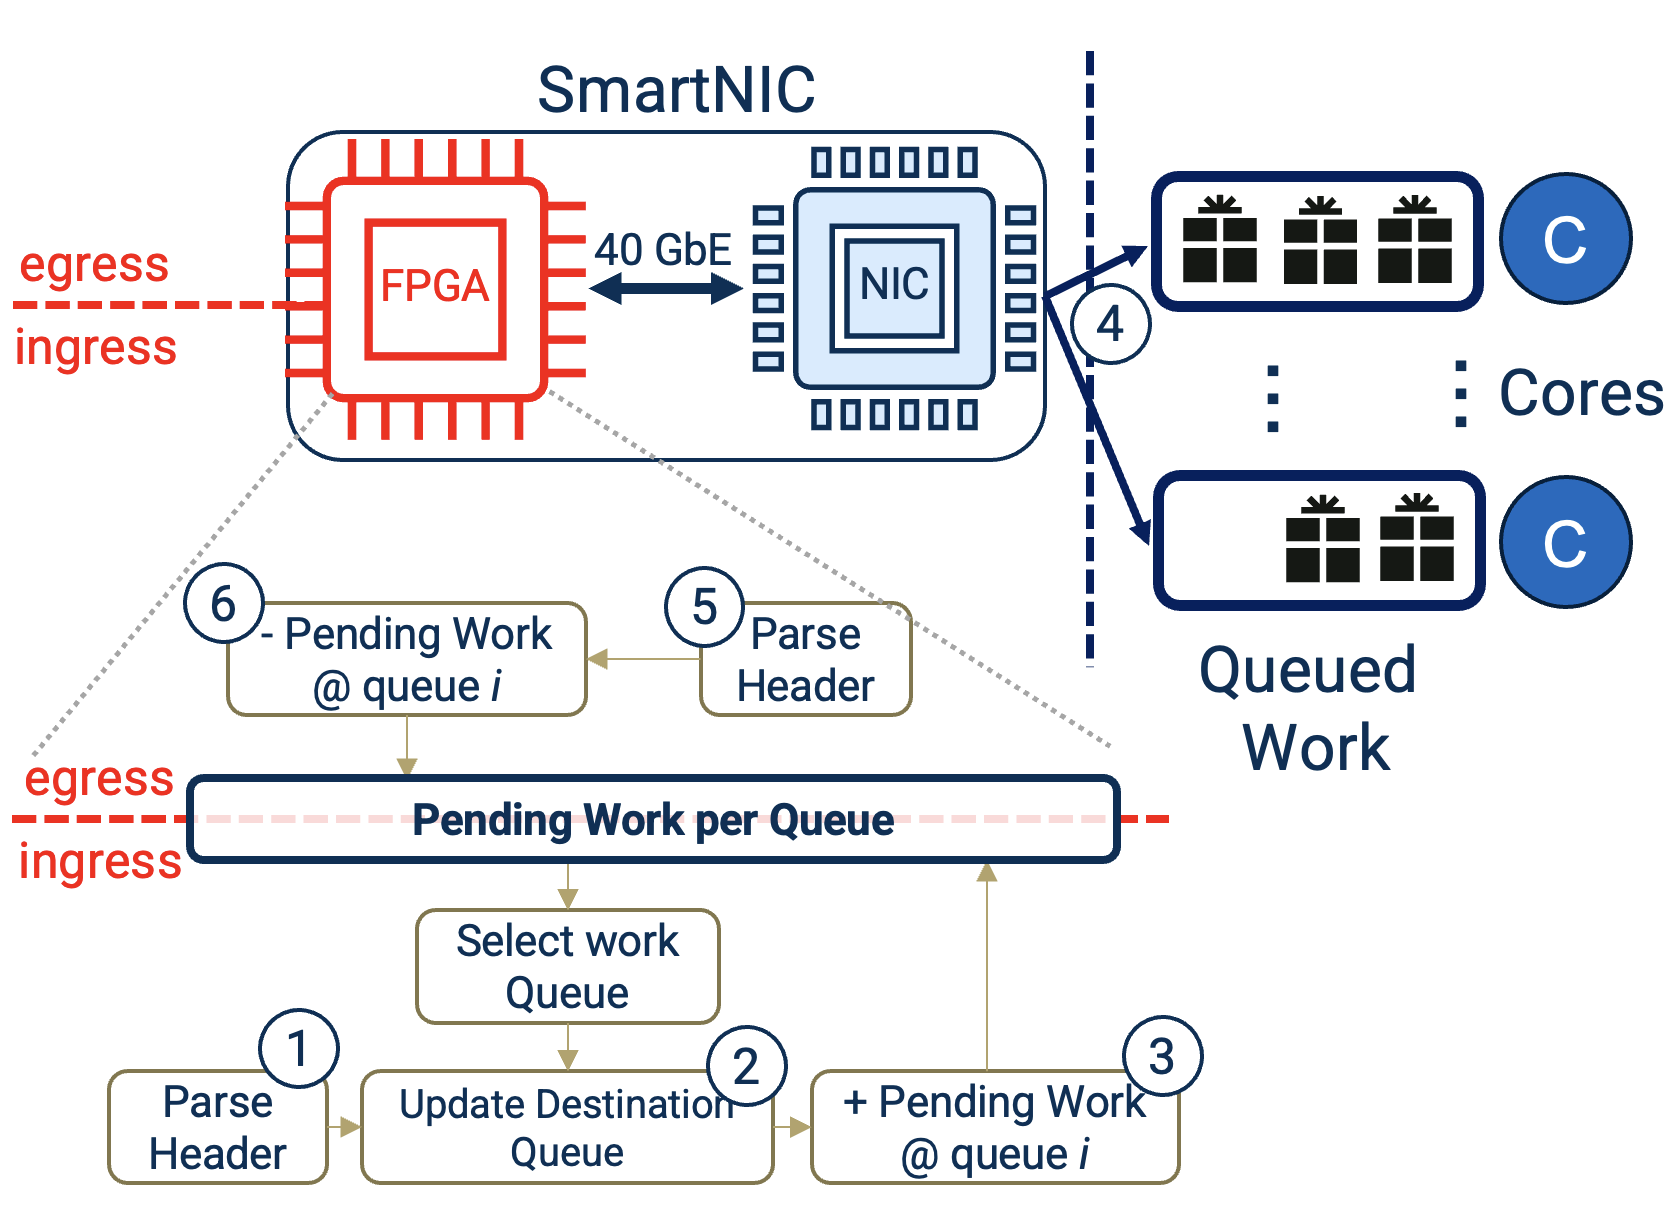 SmartNIC
egress
ingress
FPGA
40 GbE
NIC
4
C
Cores
C
Queued
Work
6
- Pending Work
@ queue i
5
Parse
Header
egress
ingress
Pending Work per Queue
Select work
Queue
1
Parse
Header
2
Update Destination
Queue
3
+ Pending Work
@ queue i